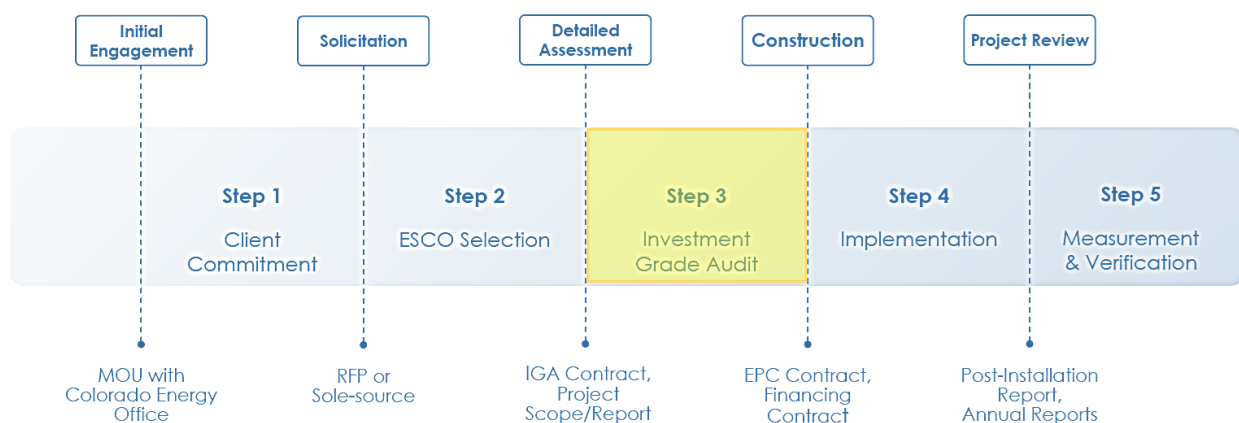 Initial
Engagement
Solicitation
Detailed
Assessment
Construction
Project Review
Step 1
Client
Commitment
Step 2
ESCO Selection
Step 3
Investment
Grade Audit
Step 4
Implementation
Step 5
Measurement
& Verification
MOU with
Colorado Energy
Office
RFP or
Sole-source
IGA Contract,
Project
Scope/Report
EPC Contract,
Financing
Contract
Post-Installation
Report,
Annual Reports